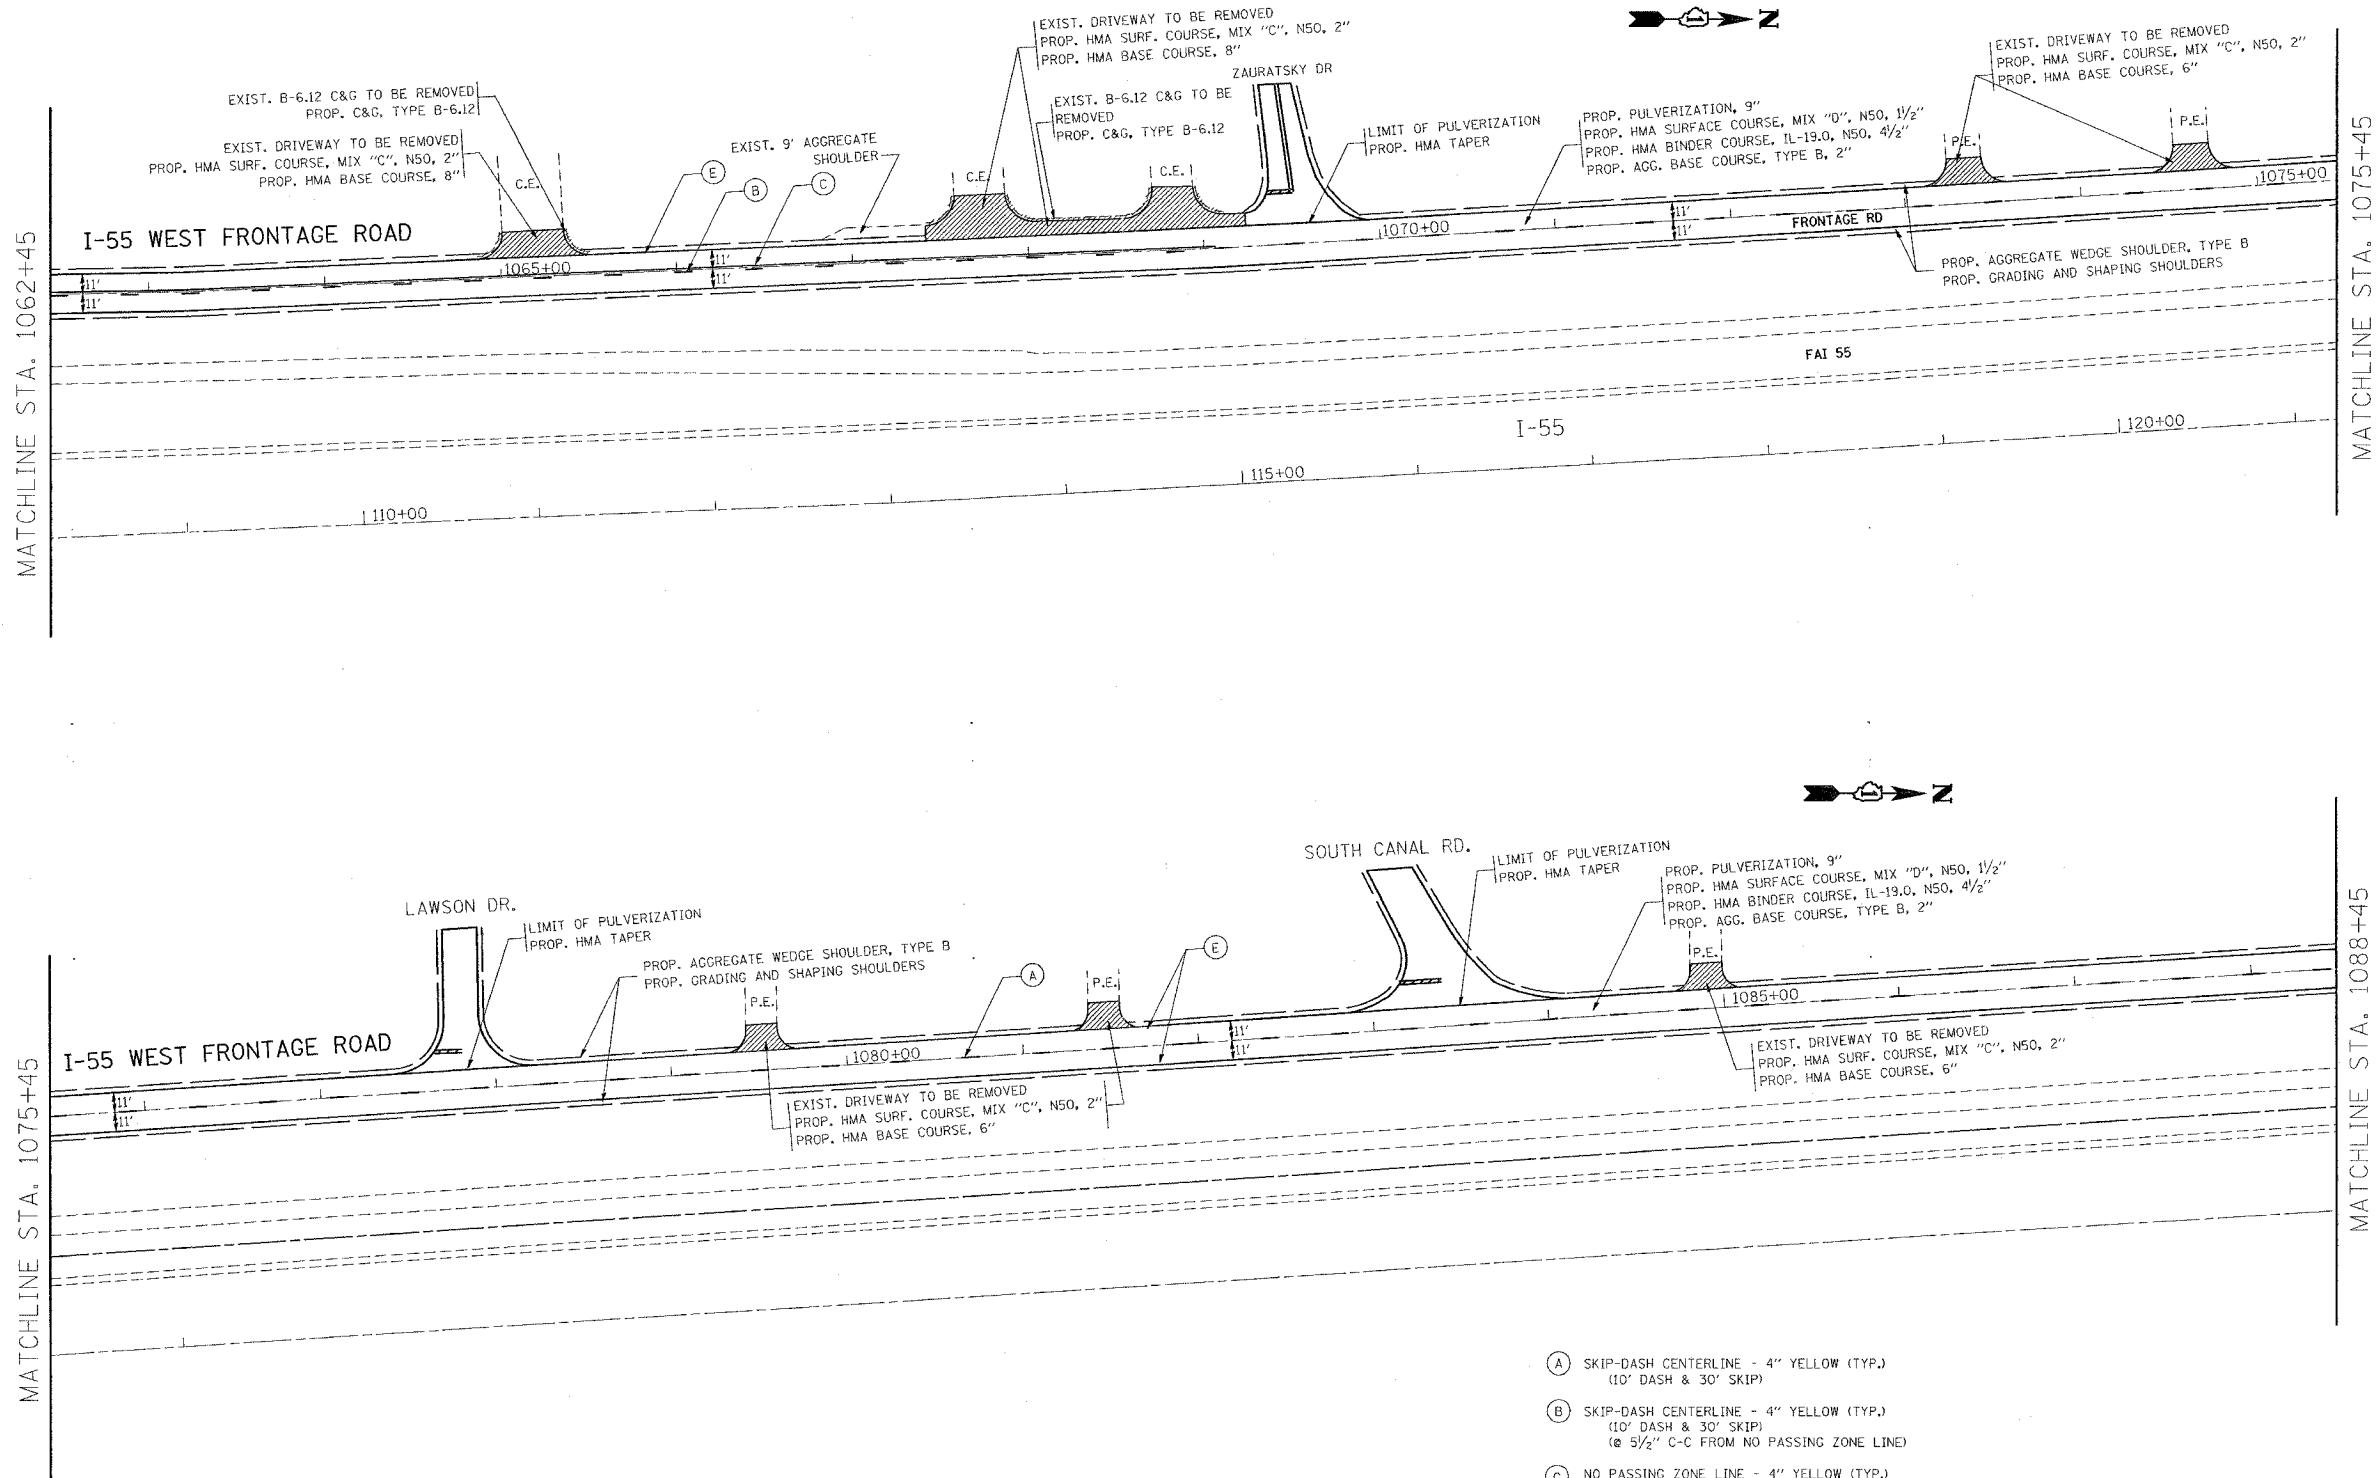 EXIST. DRIVEWAY TO BE REMOVED
PROP. HMA SURF. COURSE, MIX "C", N50, 2"
PROP. HMA BASE COURSE, 8"
N
EXIST. DRIVEWAY TO BE REMOVED
PROP. HMA SURF. COURSE, MIX "C", N50, 2"
PROP. HMA BASE COURSE, 6"
ZAURATSKY DR
EXIST. B-6.12 C&G TO BE REMOVED
PROP. C&G, TYPE B-6.12
EXIST. B-6.12 C&G TO BE
REMOVED
PROP. C&G, TYPE B-6.12
EXIST. DRIVEWAY TO BE REMOVED
PROP. HMA SURF. COURSE, MIX "C", N50, 2"
PROP. HMA BASE COURSE, 8"
EXIST. 9' AGGREGATE
SHOULDER
LIMIT OF PULVERIZATION
PROP. HMA TAPER
PROP. PULVERIZATION, 9"
PROP. HMA SURFACE COURSE, MIX "D", N50, 1½"
PROP. HMA BINDER COURSE, IL-19.0, N50, 4½"
PROP. AGG. BASE COURSE, TYPE B, 2"
C.E.
E
B
C
C.E.
C.E.
P.E.
P.E.
I-55 WEST FRONTAGE ROAD
1065+00
1070+00
1075+00
11'
11'
11'
11'
11'
11'
FRONTAGE RD
PROP. AGGREGATE WEDGE SHOULDER, TYPE B
PROP. GRADING AND SHAPING SHOULDERS
FAI 55
I-55
110+00
115+00
120+00
MATCHLINE STA. 1062+45
MATCHLINE STA. 1075+45
N
SOUTH CANAL RD.
LIMIT OF PULVERIZATION
PROP. HMA TAPER
PROP. PULVERIZATION, 9"
PROP. HMA SURFACE COURSE, MIX "D", N50, 1½"
PROP. HMA BINDER COURSE, IL-19.0, N50, 4½"
PROP. AGG. BASE COURSE, TYPE B, 2"
LAWSON DR.
LIMIT OF PULVERIZATION
PROP. HMA TAPER
PROP. AGGREGATE WEDGE SHOULDER, TYPE B
PROP. GRADING AND SHAPING SHOULDERS
P.E.
A
P.E.
E
P.E.
I-55 WEST FRONTAGE ROAD
1080+00
1085+00
11'
11'
11'
11'
EXIST. DRIVEWAY TO BE REMOVED
PROP. HMA SURF. COURSE, MIX "C", N50, 2"
PROP. HMA BASE COURSE, 6"
EXIST. DRIVEWAY TO BE REMOVED
PROP. HMA SURF. COURSE, MIX "C", N50, 2"
PROP. HMA BASE COURSE, 6"
MATCHLINE STA. 1075+45
MATCHLINE STA. 1088+45
A SKIP-DASH CENTERLINE - 4" YELLOW (TYP.)
(10' DASH & 30' SKIP)
B SKIP-DASH CENTERLINE - 4" YELLOW (TYP.)
(10' DASH & 30' SKIP)
(@ 5½" C-C FROM NO PASSING ZONE LINE)
C NO PASSING ZONE LINE - 4" YELLOW (TYP.)